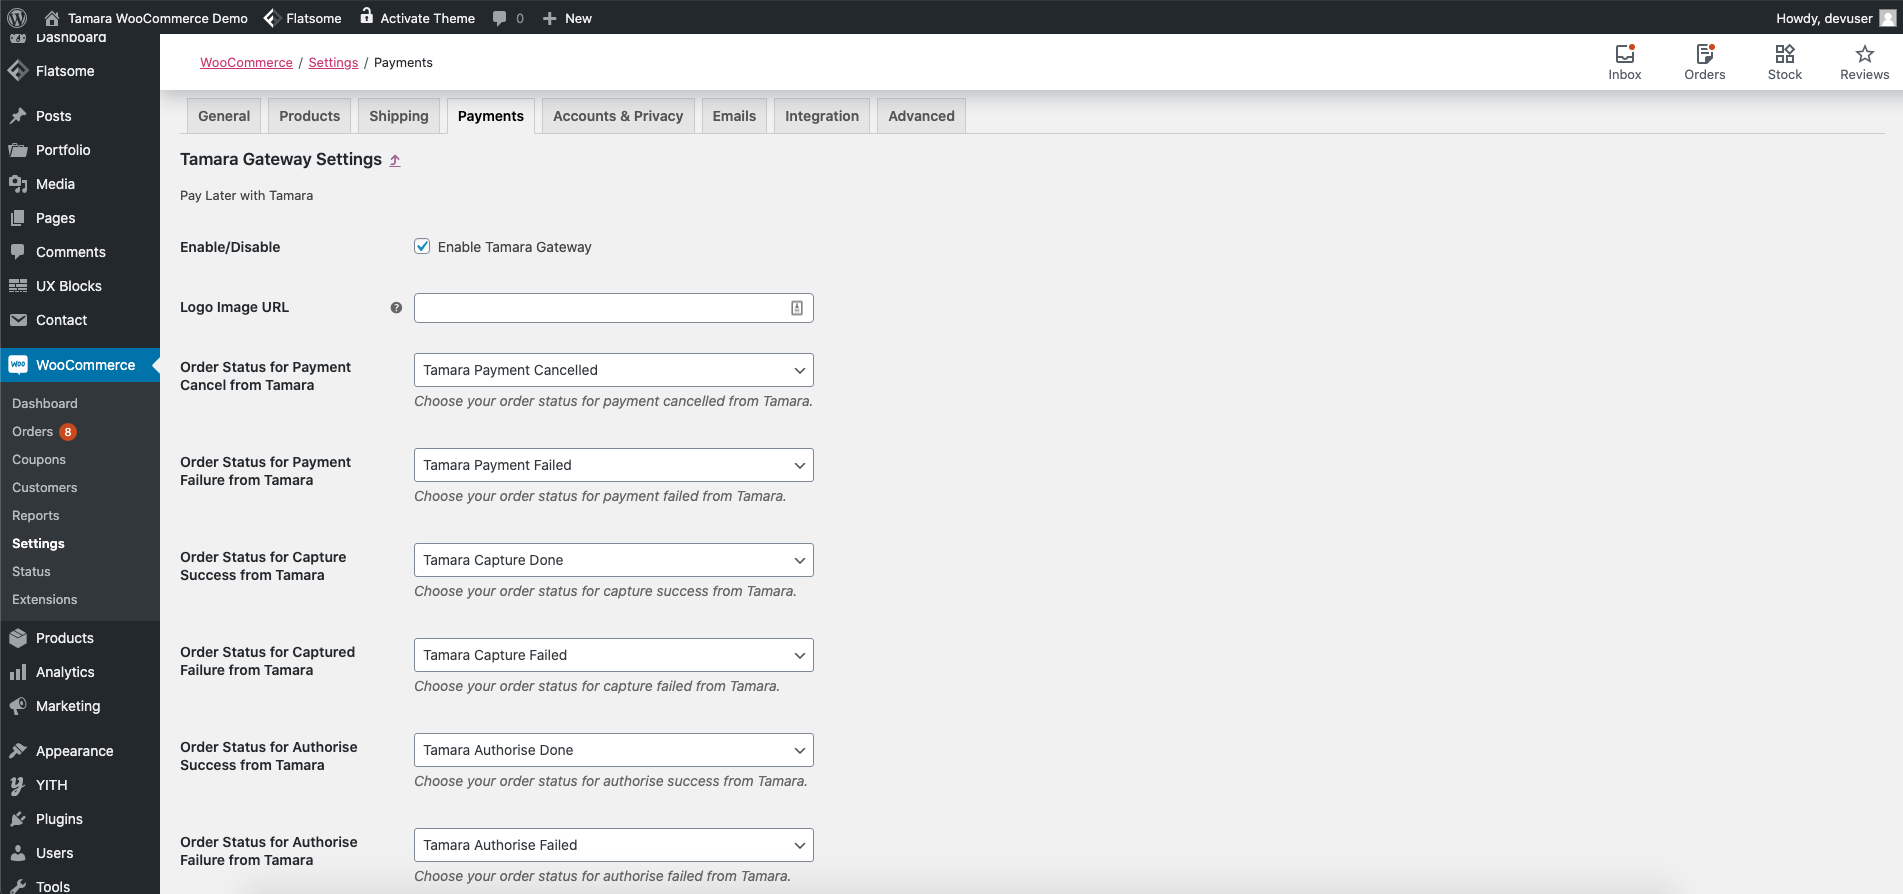 Tamara WooCommerce Demo Flatsome Activate Theme 0 New Howdy, devuser
Dashboard
Flatsome
Posts
Portfolio
Media
Pages
Comments
UX Blocks
Contact
WooCommerce
Dashboard
Orders 8
Coupons
Customers
Reports
Settings
Status
Extensions
Products
Analytics
Marketing
Appearance
YITH
Plugins
Users
Tools
WooCommerce / Settings / Payments
Inbox Orders Stock Reviews
General Products Shipping Payments Accounts & Privacy Emails Integration Advanced
Tamara Gateway Settings
Pay Later with Tamara
Enable/Disable Enable Tamara Gateway
Logo Image URL
Order Status for Payment
Cancel from Tamara
Tamara Payment Cancelled
Choose your order status for payment cancelled from Tamara.
Order Status for Payment
Failure from Tamara
Tamara Payment Failed
Choose your order status for payment failed from Tamara.
Order Status for Capture
Success from Tamara
Tamara Capture Done
Choose your order status for capture success from Tamara.
Order Status for Captured
Failure from Tamara
Tamara Capture Failed
Choose your order status for capture failed from Tamara.
Order Status for Authorise
Success from Tamara
Tamara Authorise Done
Choose your order status for authorise success from Tamara.
Order Status for Authorise
Failure from Tamara
Tamara Authorise Failed
Choose your order status for authorise failed from Tamara.